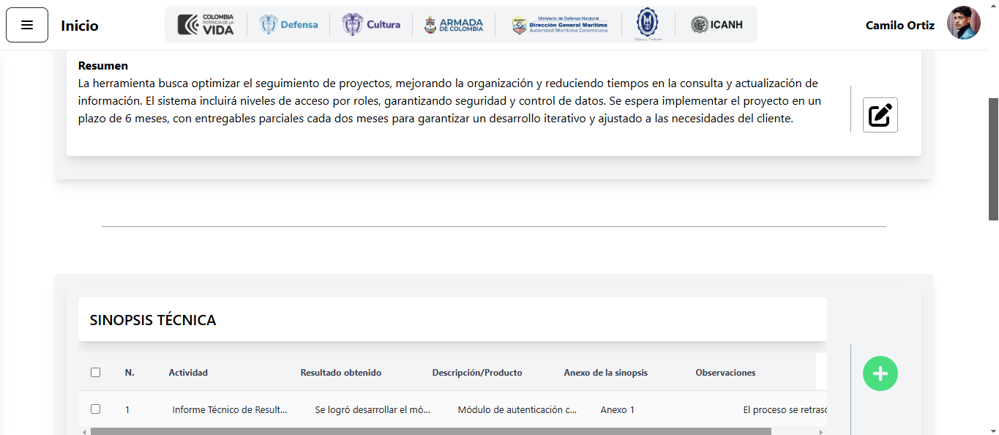 Inicio
COLOMBIA
POTENCIA DE LA
VIDA
Defensa
Cultura
ARMADA
DE COLOMBIA
Ministerio de Defensa Nacional
Dirección General Marítima
Autoridad Marítima Colombiana
ICANH
Camilo Ortiz
Resumen
La herramienta busca optimizar el seguimiento de proyectos, mejorando la organización y reduciendo tiempos en la consulta y actualización de
información. El sistema incluirá niveles de acceso por roles, garantizando seguridad y control de datos. Se espera implementar el proyecto en un
plazo de 6 meses, con entregables parciales cada dos meses para garantizar un desarrollo iterativo y ajustado a las necesidades del cliente.
SINOPSIS TÉCNICA
N. Actividad Resultado obtenido Descripción/Producto Anexo de la sinopsis Observaciones
1 Informe Técnico de Result... Se logró desarrollar el mó... Módulo de autenticación c... Anexo 1 El proceso se retrasó